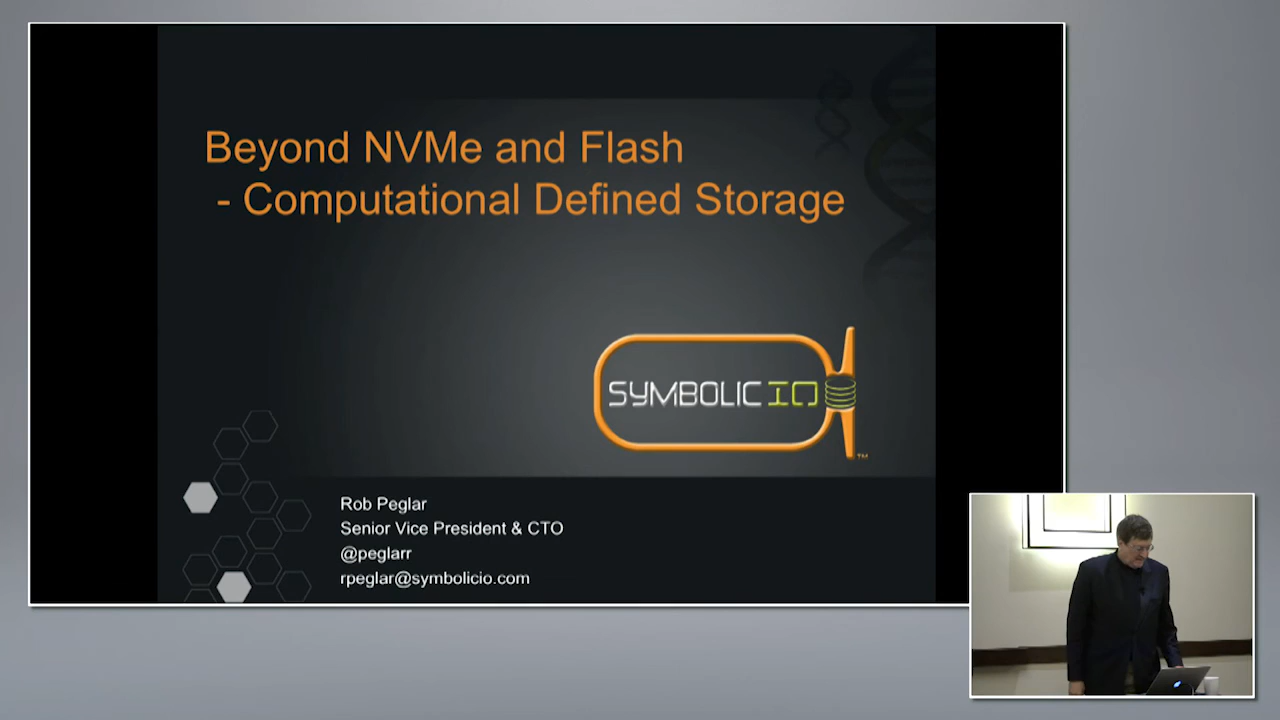 Beyond NVMe and Flash
- Computational Defined Storage
SYMBOLIC IO
TM
Rob Peglar
Senior Vice President & CTO
@peglarr
rpeglar@symbolicio.com